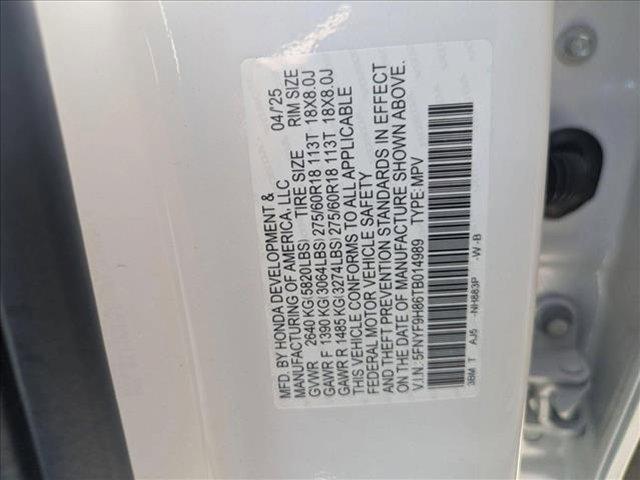 MFD. BY HONDA DEVELOPMENT & 04/25
MANUFACTURING OF AMERICA, LLC
GVWR 2640 KG(5820LBS) TIRE SIZE RIM SIZE
GAWR F 1390 KG(3064LBS) 275/60R18 113T 18X8.0J
GAWR R 1485 KG(3274LBS) 275/60R18 113T 18X8.0J
THIS VEHICLE CONFORMS TO ALL APPLICABLE
FEDERAL MOTOR VEHICLE SAFETY
AND THEFT PREVENTION STANDARDS IN EFFECT
ON THE DATE OF MANUFACTURE SHOWN ABOVE.
V.I.N.: 5FNYF9H86TB014989 TYPE:MPV
3BM T AJ5 -NH883P -W-B